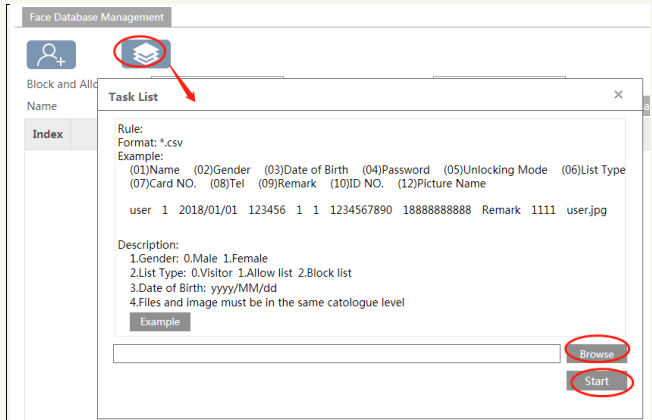 Face Database Management
Block and Allo
Name
Index
Task List
×
Rule:
Format: *.csv
Example:
(01)Name (02)Gender (03)Date of Birth (04)Password (05)Unlocking Mode (06)List Type
(07)Card NO. (08)Tel (09)Remark (10)ID NO. (12)Picture Name
user 1 2018/01/01 123456 1 1 1234567890 18888888888 Remark 1111 user.jpg
Description:
1.Gender: 0.Male 1.Female
2.List Type: 0.Visitor 1.Allow list 2.Block list
3.Date of Birth: yyyy/MM/dd
4.Files and image must be in the same catologue level
Example
Browse
Start